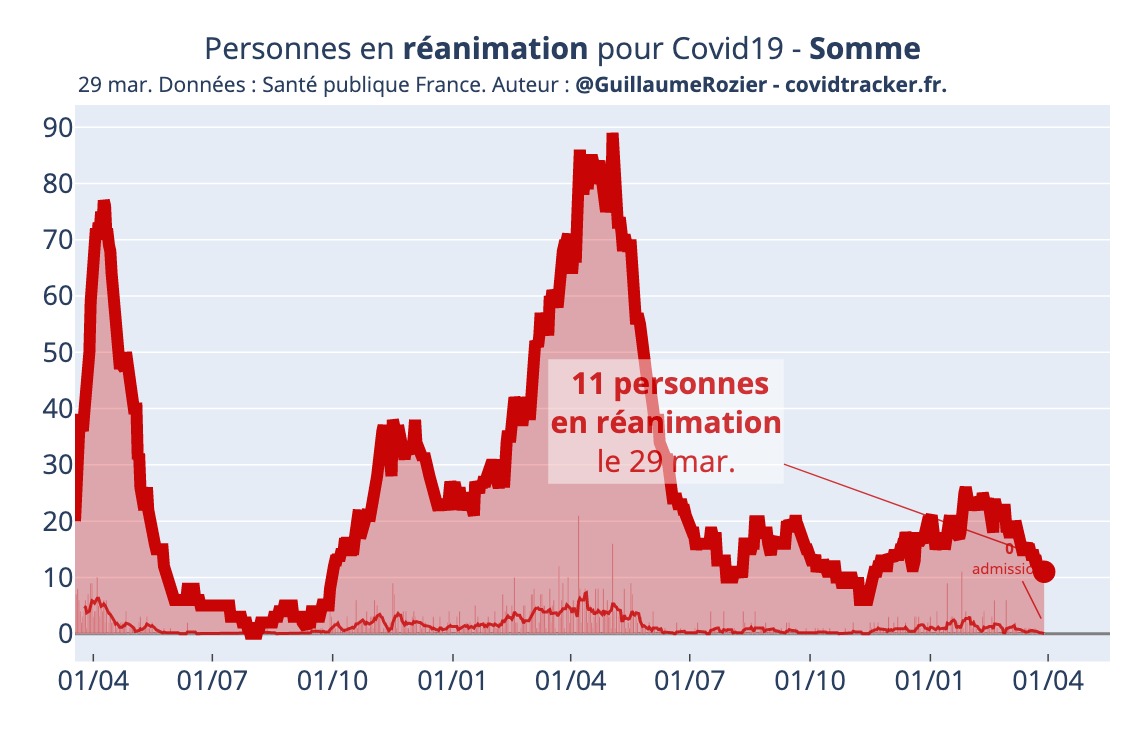 Personnes en réanimation pour Covid19 - Somme
29 mar. Données : Santé publique France. Auteur : @GuillaumeRozier - covidtracker.fr.
90
80
70
60
50
40
30
20
10
0
11 personnes
en réanimation
le 29 mar.
0
01/04 01/07 01/10 01/01 01/04 01/07 01/10 01/01 01/04